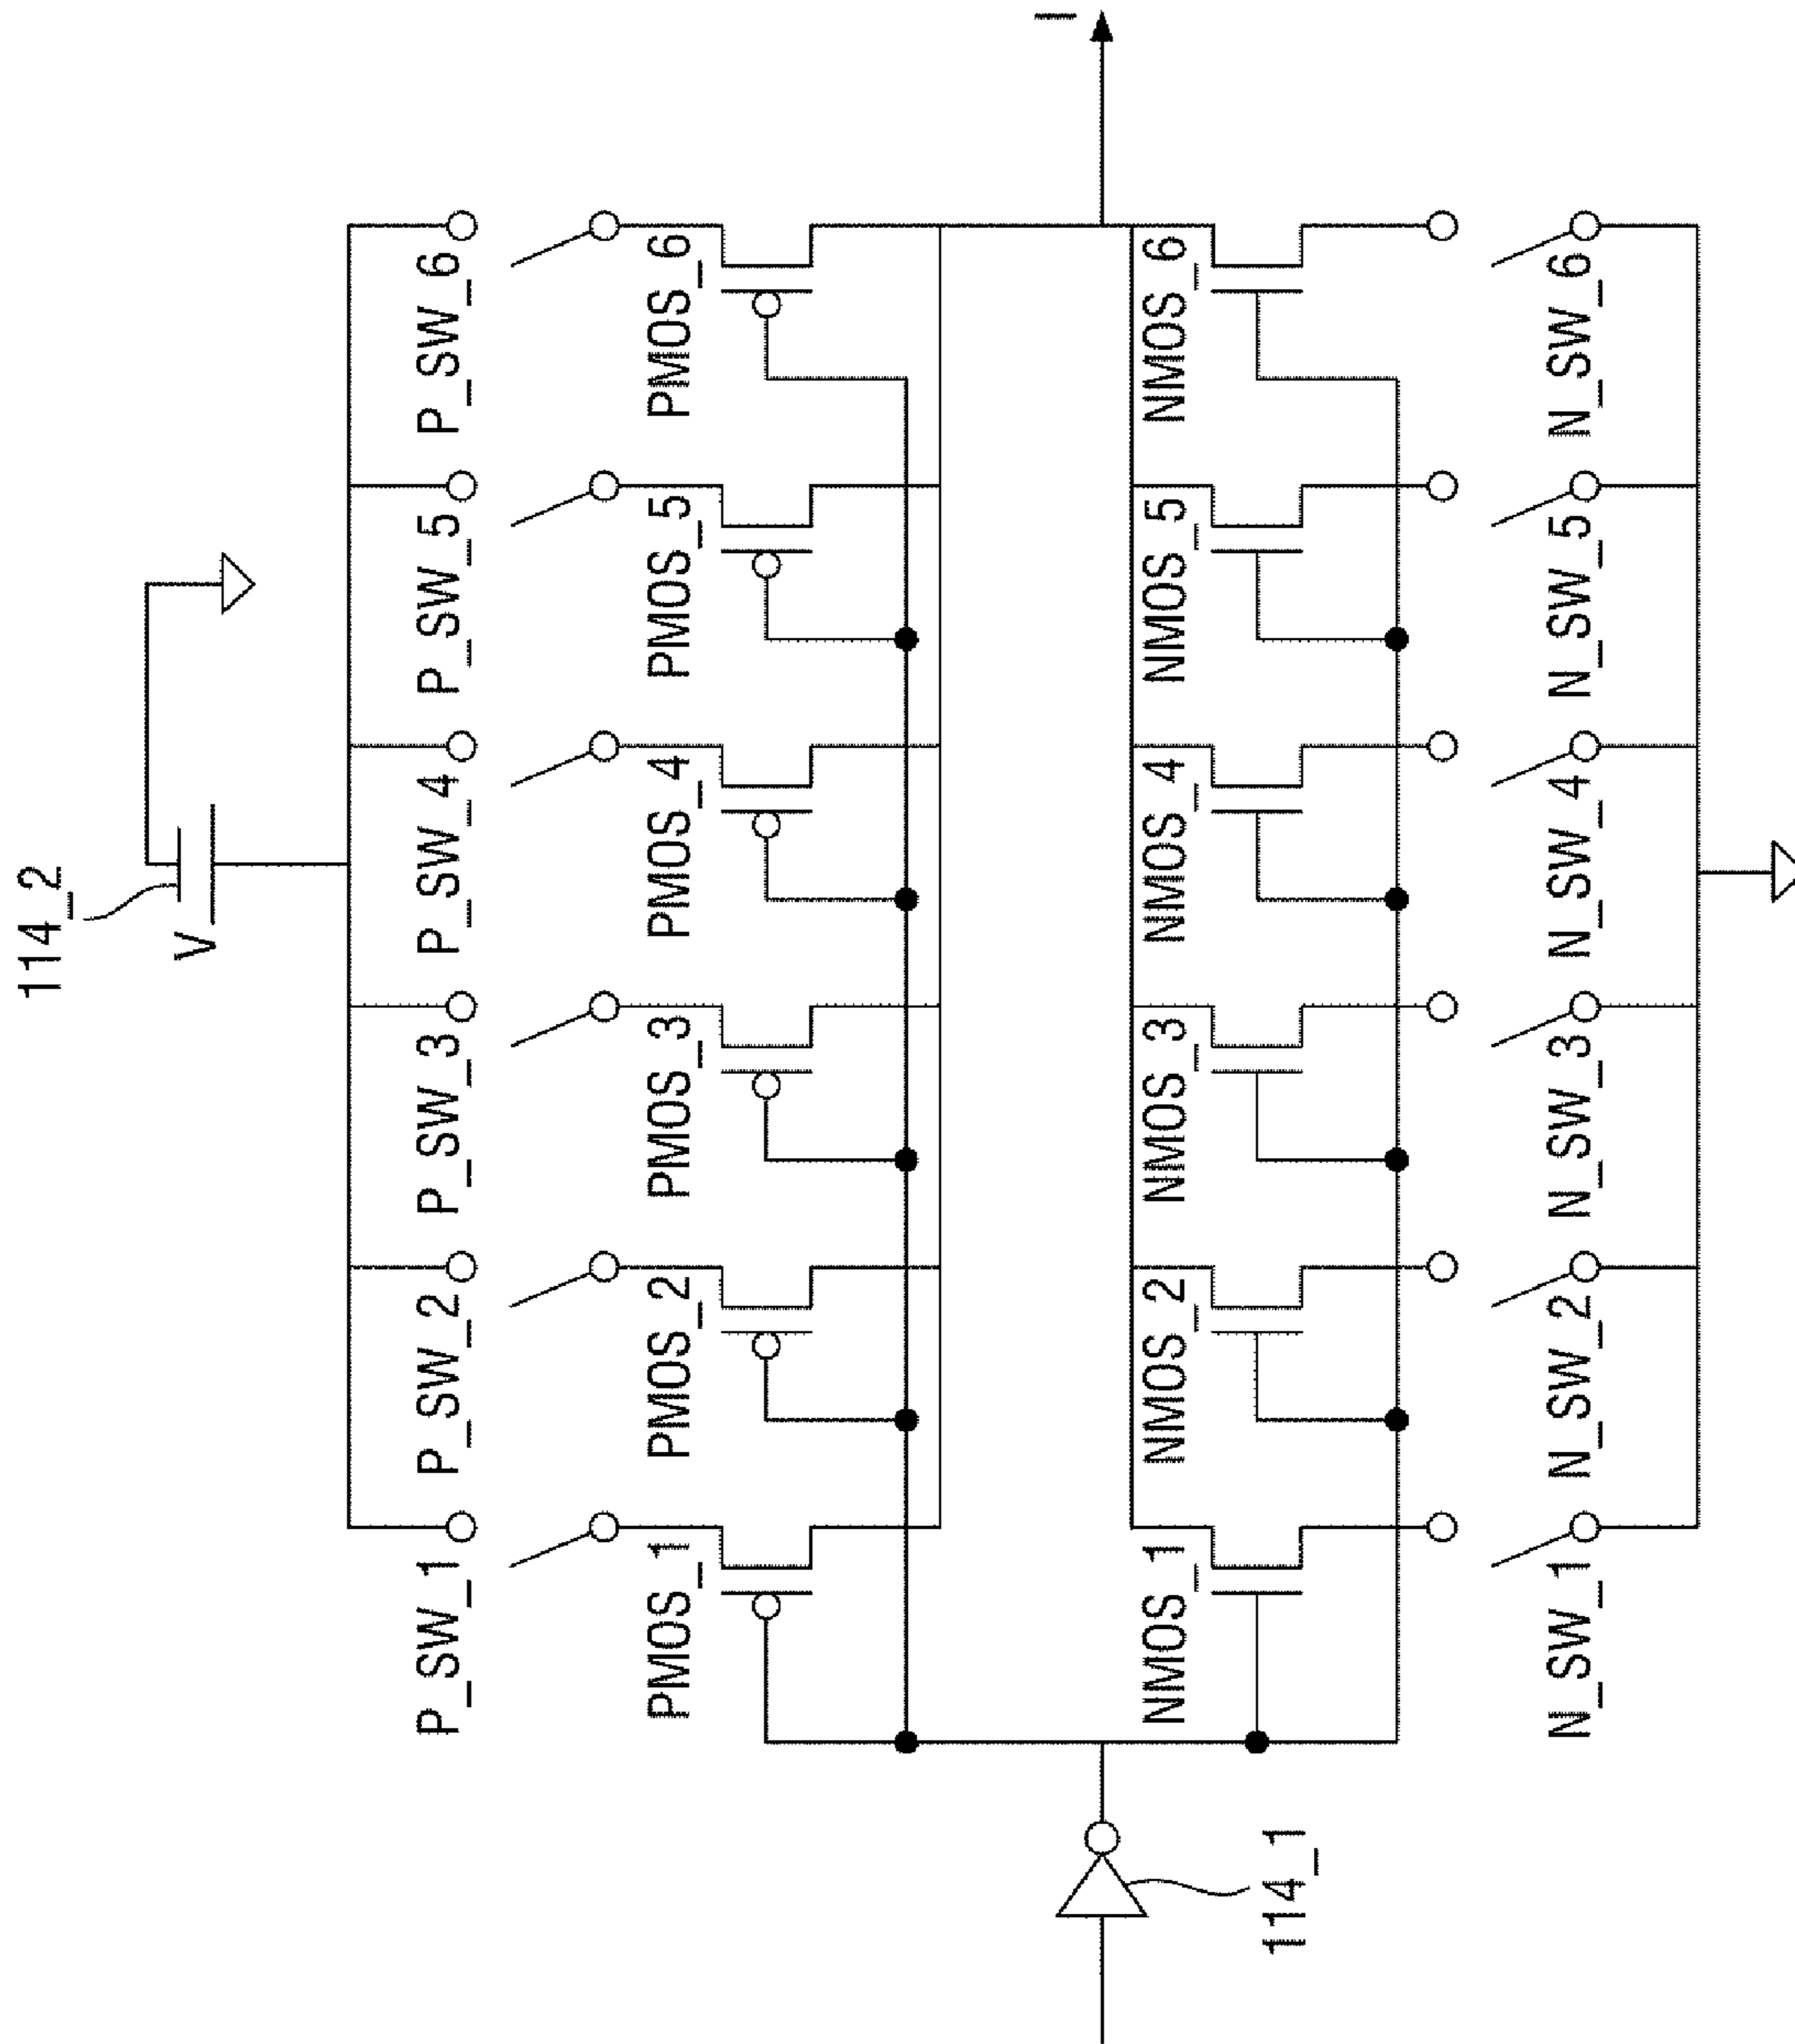 114_2
V
P_SW_1 P_SW_2 P_SW_3 P_SW_4 P_SW_5 P_SW_6
PMOS_1 PMOS_2 PMOS_3 PMOS_4 PMOS_5 PMOS_6
I
NMOS_1 NMOS_2 NMOS_3 NMOS_4 NMOS_5 NMOS_6
114_1
N_SW_1 N_SW_2 N_SW_3 N_SW_4 N_SW_5 N_SW_6